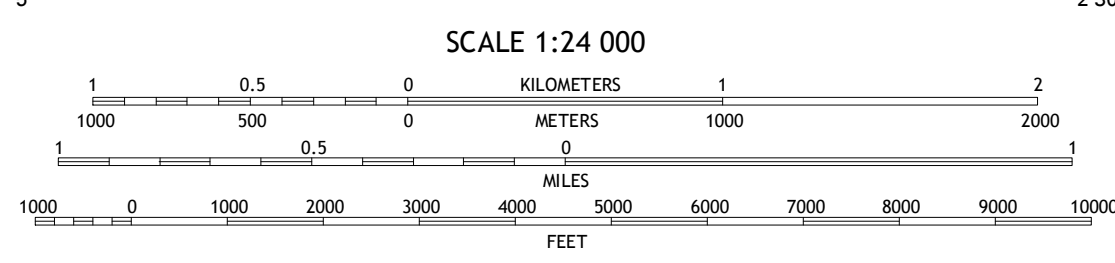 SCALE 1:24 000
1 0.5 0 KILOMETERS 1 2
1000 500 0 METERS 1000 2000
1 0.5 0 1
MILES
1000 0 1000 2000 3000 4000 5000 6000 7000 8000 9000 10000
FEET